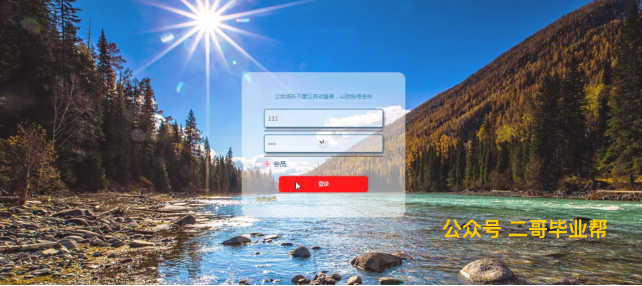 公共场所不建议自动登录，以防账号丢失
111
•••
会员
登录
注册会员
公众号 二哥毕业帮